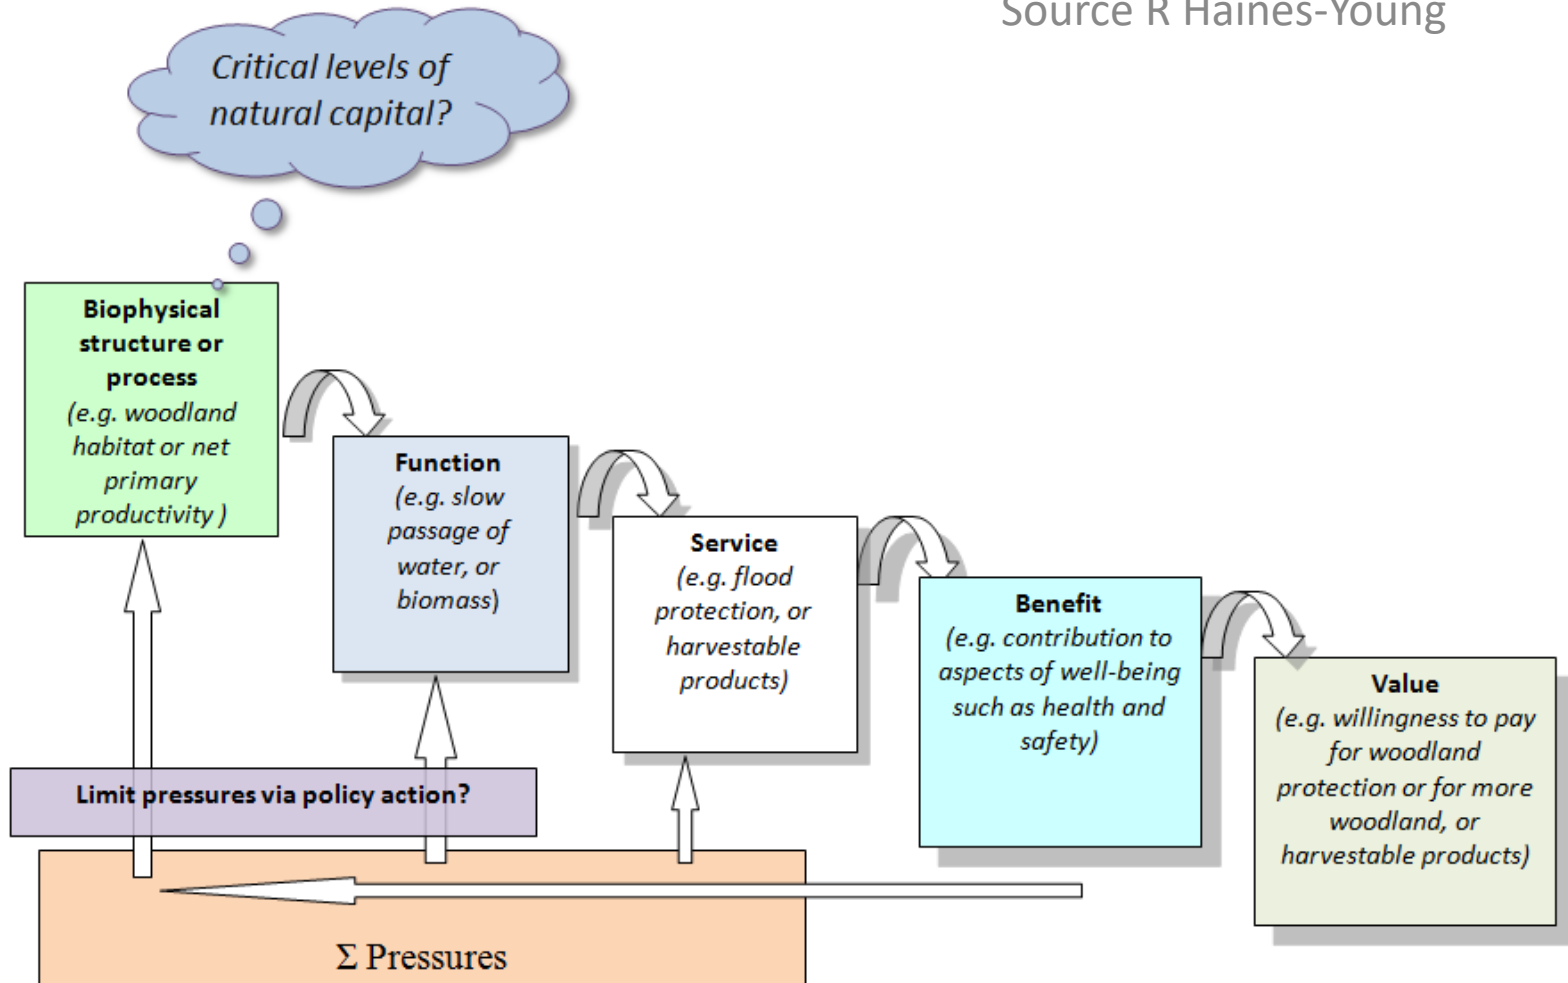 Source R Haines-Young
Critical levels of
natural capital?
Biophysical
structure or
process
(e.g. woodland
habitat or net
primary
productivity )
Function
(e.g. slow
passage of
water, or
biomass)
Service
(e.g. flood
protection, or
harvestable
products)
Benefit
(e.g. contribution to
aspects of well-being
such as health and
safety)
Value
(e.g. willingness to pay
for woodland
protection or for more
woodland, or
harvestable products)
Limit pressures via policy action?
Σ Pressures